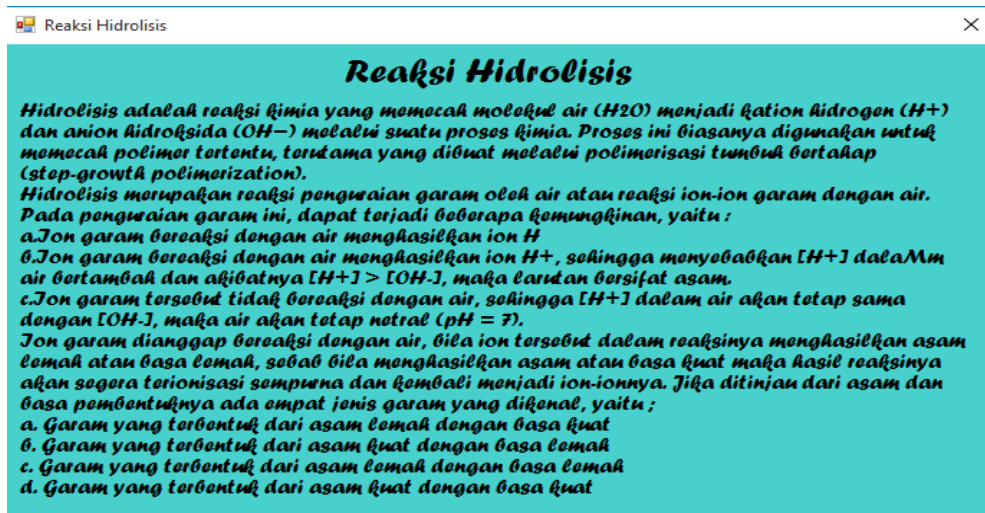 Reaksi Hidrolisis
Reaksi Hidrolisis
Hidrolisis adalah reaksi kimia yang memecah molekul air (H2O) menjadi kation hidrogen (H+)
dan anion hidroksida (OH−) melalui suatu proses kimia. Proses ini biasanya digunakan untuk
memecah polimer tertentu, terutama yang dibuat melalui polimerisasi tumbuh bertahap
(step-growth polimerization).
Hidrolisis merupakan reaksi penguraian garam oleh air atau reaksi ion-ion garam dengan air.
Pada penguraian garam ini, dapat terjadi beberapa kemungkinan, yaitu :
a.Ion garam bereaksi dengan air menghasilkan ion H
b.Ion garam bereaksi dengan air menghasilkan ion H+, sehingga menyebabkan [H+] dalaMm
air bertambah dan akibatnya [H+] > [OH-], maka larutan bersifat asam.
c.Ion garam tersebut tidak bereaksi dengan air, sehingga [H+] dalam air akan tetap sama
dengan [OH-], maka air akan tetap netral (pH = 7).
Ion garam dianggap bereaksi dengan air, bila ion tersebut dalam reaksinya menghasilkan asam
lemah atau basa lemah, sebab bila menghasilkan asam atau basa kuat maka hasil reaksinya
akan segera terionisasi sempurna dan kembali menjadi ion-ionnya. Jika ditinjau dari asam dan
basa pembentuknya ada empat jenis garam yang dikenal, yaitu ;
a. Garam yang terbentuk dari asam lemah dengan basa kuat
b. Garam yang terbentuk dari asam kuat dengan basa lemah
c. Garam yang terbentuk dari asam lemah dengan basa lemah
d. Garam yang terbentuk dari asam kuat dengan basa kuat